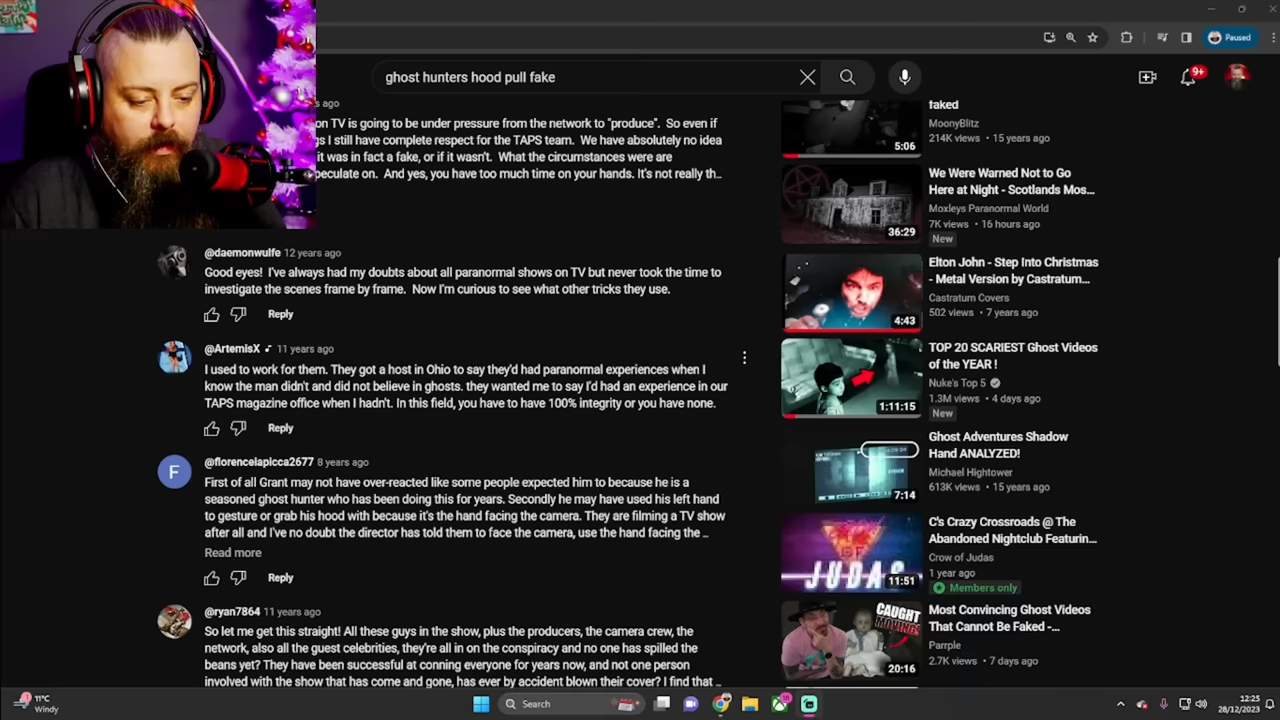 Paused
ghost hunters hood pull fake
9+
s ago
on TV is going to be under pressure from the network to "produce". So even if
gs I still have complete respect for the TAPS team. We have absolutely no idea
it was in fact a fake, or if it wasn't. What the circumstances were are
peculate on. And yes, you have too much time on your hands. It's not really th…
@daemonwulfe 12 years ago
Good eyes! I've always had my doubts about all paranormal shows on TV but never took the time to
investigate the scenes frame by frame. Now I'm curious to see what other tricks they use.
Reply
@ArtemisX 11 years ago
I used to work for them. They got a host in Ohio to say they'd had paranormal experiences when I
know the man didn't and did not believe in ghosts. they wanted me to say I'd had an experience in our
TAPS magazine office when I hadn't. In this field, you have to have 100% integrity or you have none.
Reply
F
@florencelapicca2677 8 years ago
First of all Grant may not have over-reacted like some people expected him to because he is a
seasoned ghost hunter who has been doing this for years. Secondly he may have used his left hand
to gesture or grab his hood with because it's the hand facing the camera. They are filming a TV show
after all and I've no doubt the director has told them to face the camera, use the hand facing the …
Read more
Reply
@ryan7864 11 years ago
So let me get this straight! All these guys in the show, plus the producers, the camera crew, the
network, also all the guest celebrities, they're all in on the conspiracy and no one has spilled the
beans yet? They have been successful at conning everyone for years now, and not one person
involved with the show that has come and gone, has ever by accident blown their cover? I find that …
faked
MoonyBlitz
214K views • 15 years ago
5:06
We Were Warned Not to Go
Here at Night - Scotlands Mos...
Moxleys Paranormal World
7K views • 16 hours ago
New
36:29
Elton John - Step Into Christmas
- Metal Version by Castratum...
Castratum Covers
502 views • 7 years ago
4:43
TOP 20 SCARIEST Ghost Videos
of the YEAR !
Nuke's Top 5
1.3M views • 4 days ago
New
1:11:15
Ghost Adventures Shadow
Hand ANALYZED!
Michael Hightower
613K views • 15 years ago
7:14
C's Crazy Crossroads @ The
Abandoned Nightclub Featurin...
Crow of Judas
1 year ago
Members only
JUDAS
11:51
Most Convincing Ghost Videos
That Cannot Be Faked -...
Parrple
2.7K views • 7 days ago
CAUGHT
20:16
11°C
Windy
Search
12:25
28/12/2023